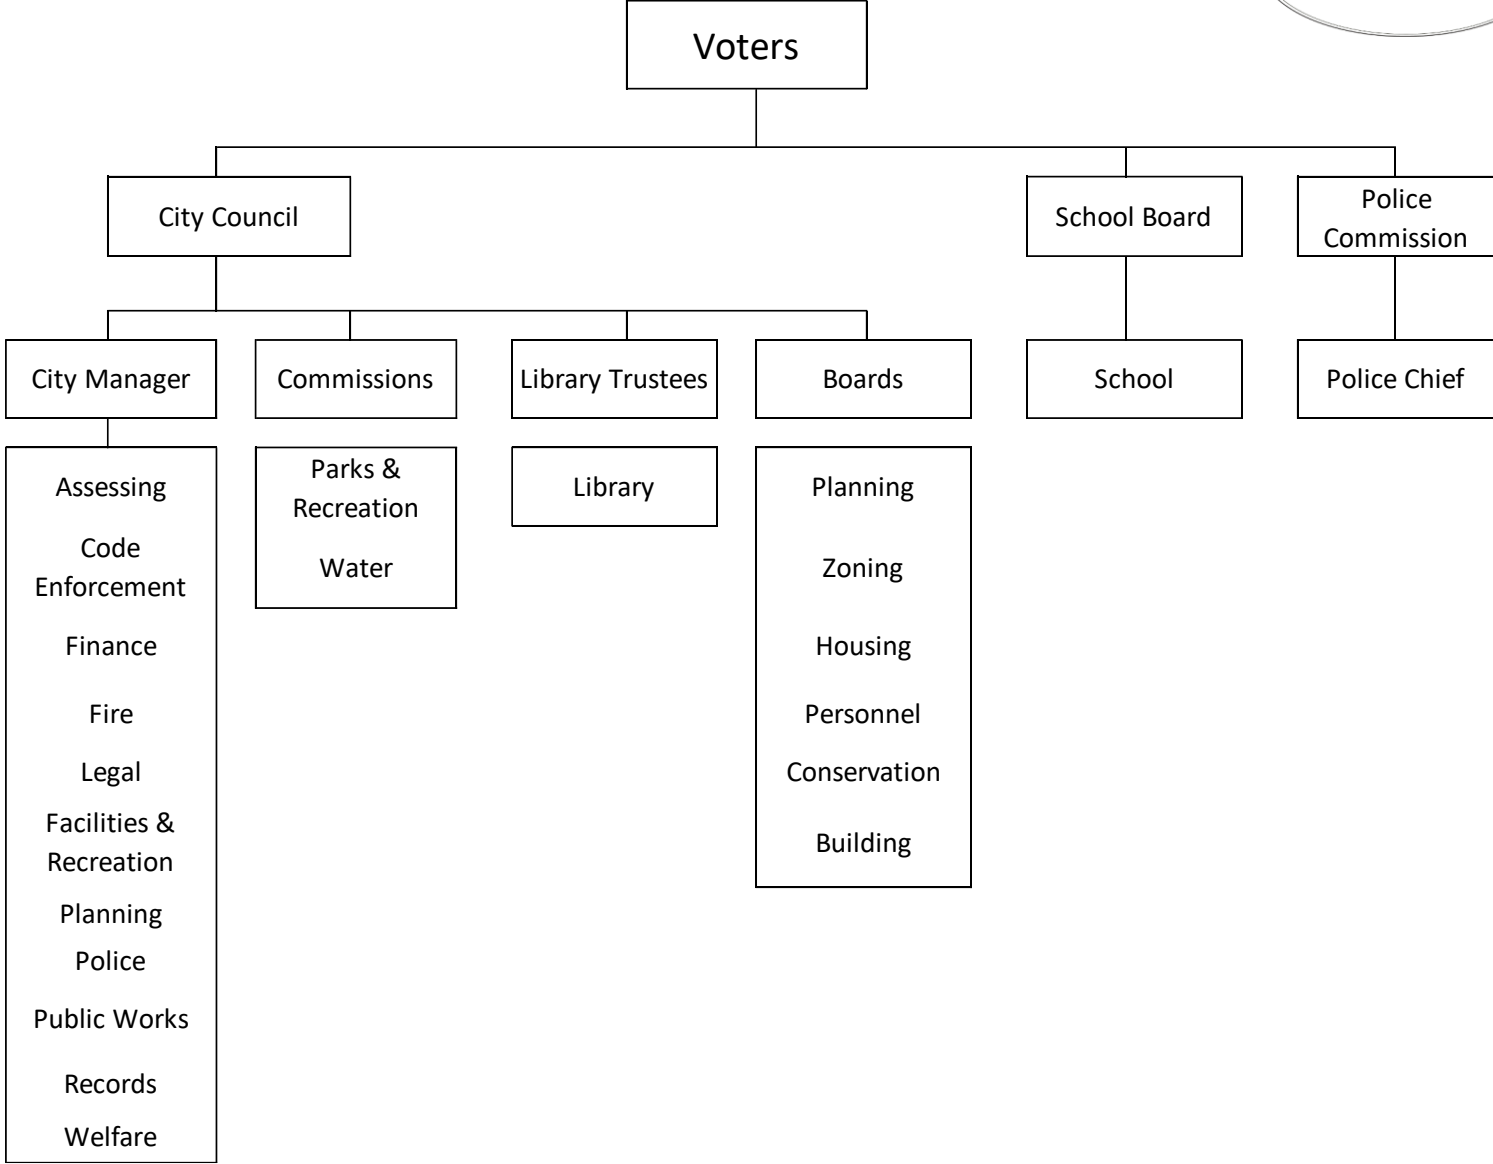 Voters
City Council
School Board
Police
Commission
City Manager
Commissions
Library Trustees
Boards
School
Police Chief
Assessing
Code
Enforcement
Finance
Fire
Legal
Facilities &
Recreation
Planning
Police
Public Works
Records
Welfare
Parks &
Recreation
Water
Library
Planning
Zoning
Housing
Personnel
Conservation
Building